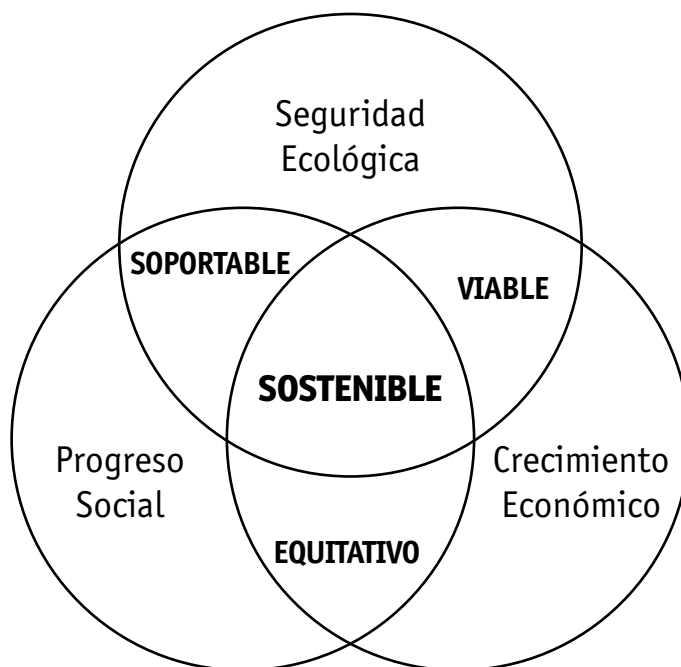 Seguridad
Ecológica
SOPORTABLE
VIABLE
SOSTENIBLE
Progreso
Social
Crecimiento
Económico
EQUITATIVO